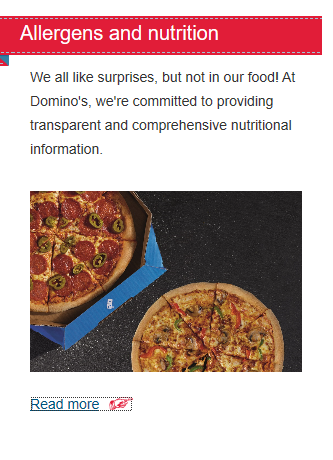 Allergens and nutrition
We all like surprises, but not in our food! At
Domino's, we're committed to providing
transparent and comprehensive nutritional
information.
Read more